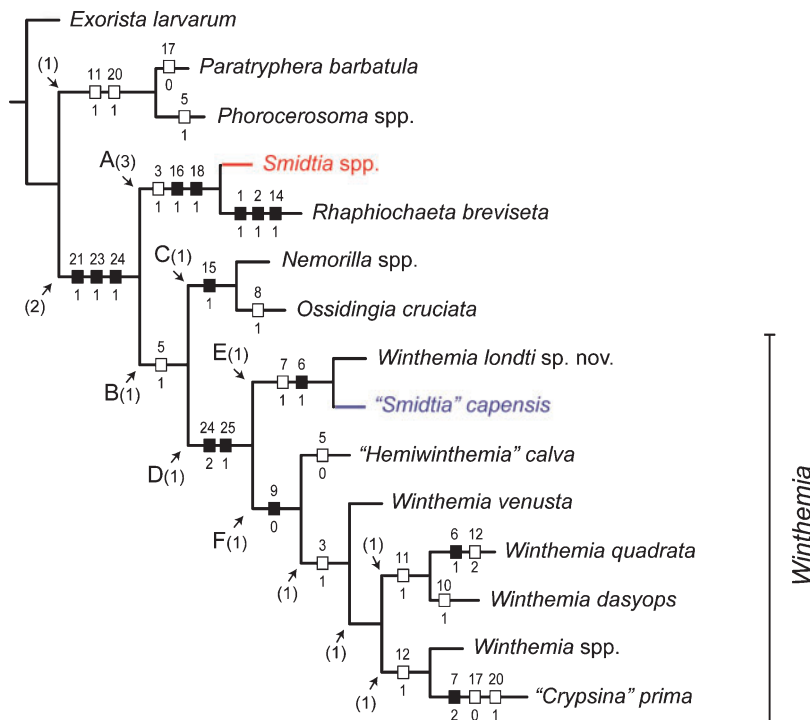 Exorista larvarum
17
(1)
11 20
Paratryphera barbatula
0
5
1 1
Phorocerosoma spp.
1
A(3)
3 16 18
Smidtia spp.
1 1 1
1 2 14
Rhaphiochaeta breviseta
1 1 1
21 23 24
C(1)
15
Nemorilla spp.
1 1 1
1
8
Ossidingia cruciata
(2)
1
5
E(1)
7 6
Winthemia londti sp. nov.
B(1)
1
1 1
“Smidtia” capensis
24 25
5
“Hemiwinthemia” calva
2 1
0
D(1)
9
Winthemia venusta
0
F(1)
3
(1)
6 12
Winthemia quadrata
11
1 2
1
(1)
1
10
Winthemia dasyops
1
(1)
12
Winthemia spp.
1
7 17 20
“Crypsina” prima
(1)
2 0 1
Winthemia